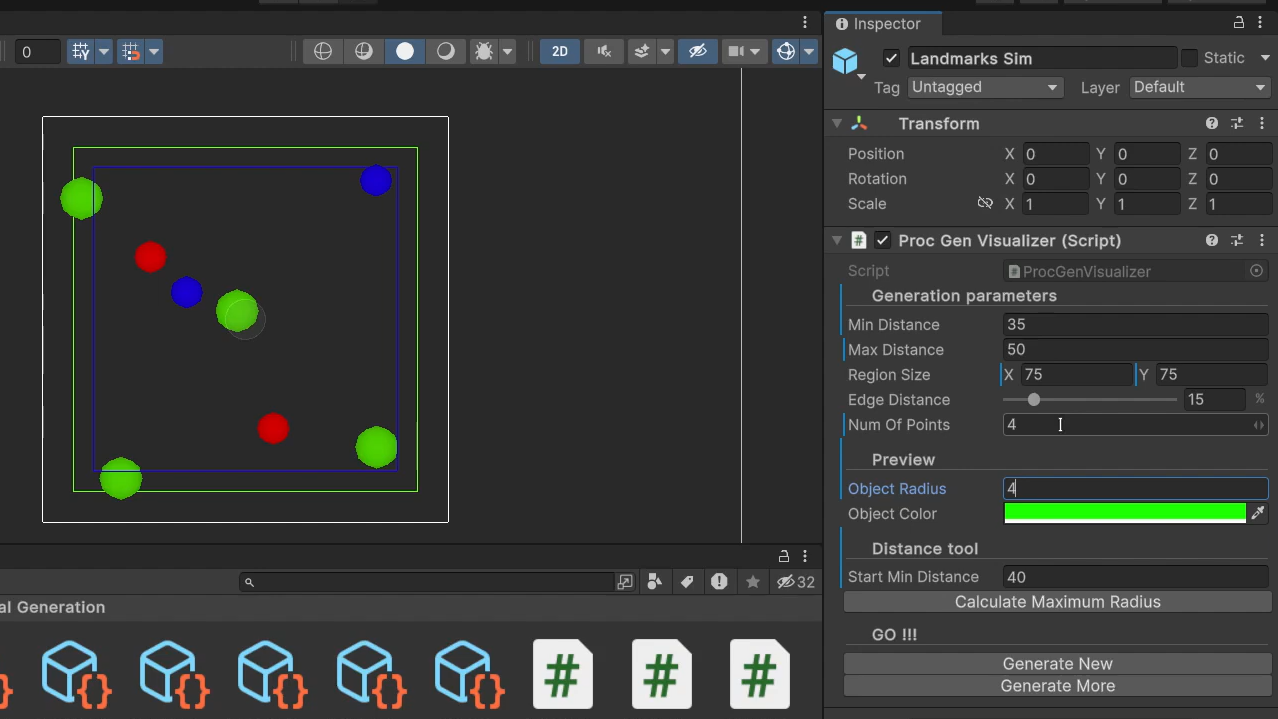 Inspector
0
2D
Landmarks Sim
Static
Tag Untagged Layer Default
Transform
Position X 0 Y 0 Z 0
Rotation X 0 Y 0 Z 0
Scale X 1 Y 1 Z 1
# Proc Gen Visualizer (Script)
Script # ProcGenVisualizer
Generation parameters
Min Distance 35
Max Distance 50
Region Size X 75 Y 75
Edge Distance 15 %
Num Of Points 4
Preview
Object Radius 4
Object Color
Distance tool
Start Min Distance 40
Calculate Maximum Radius
GO !!!
Generate New
Generate More
32
al Generation
{} {} {} {} # # #